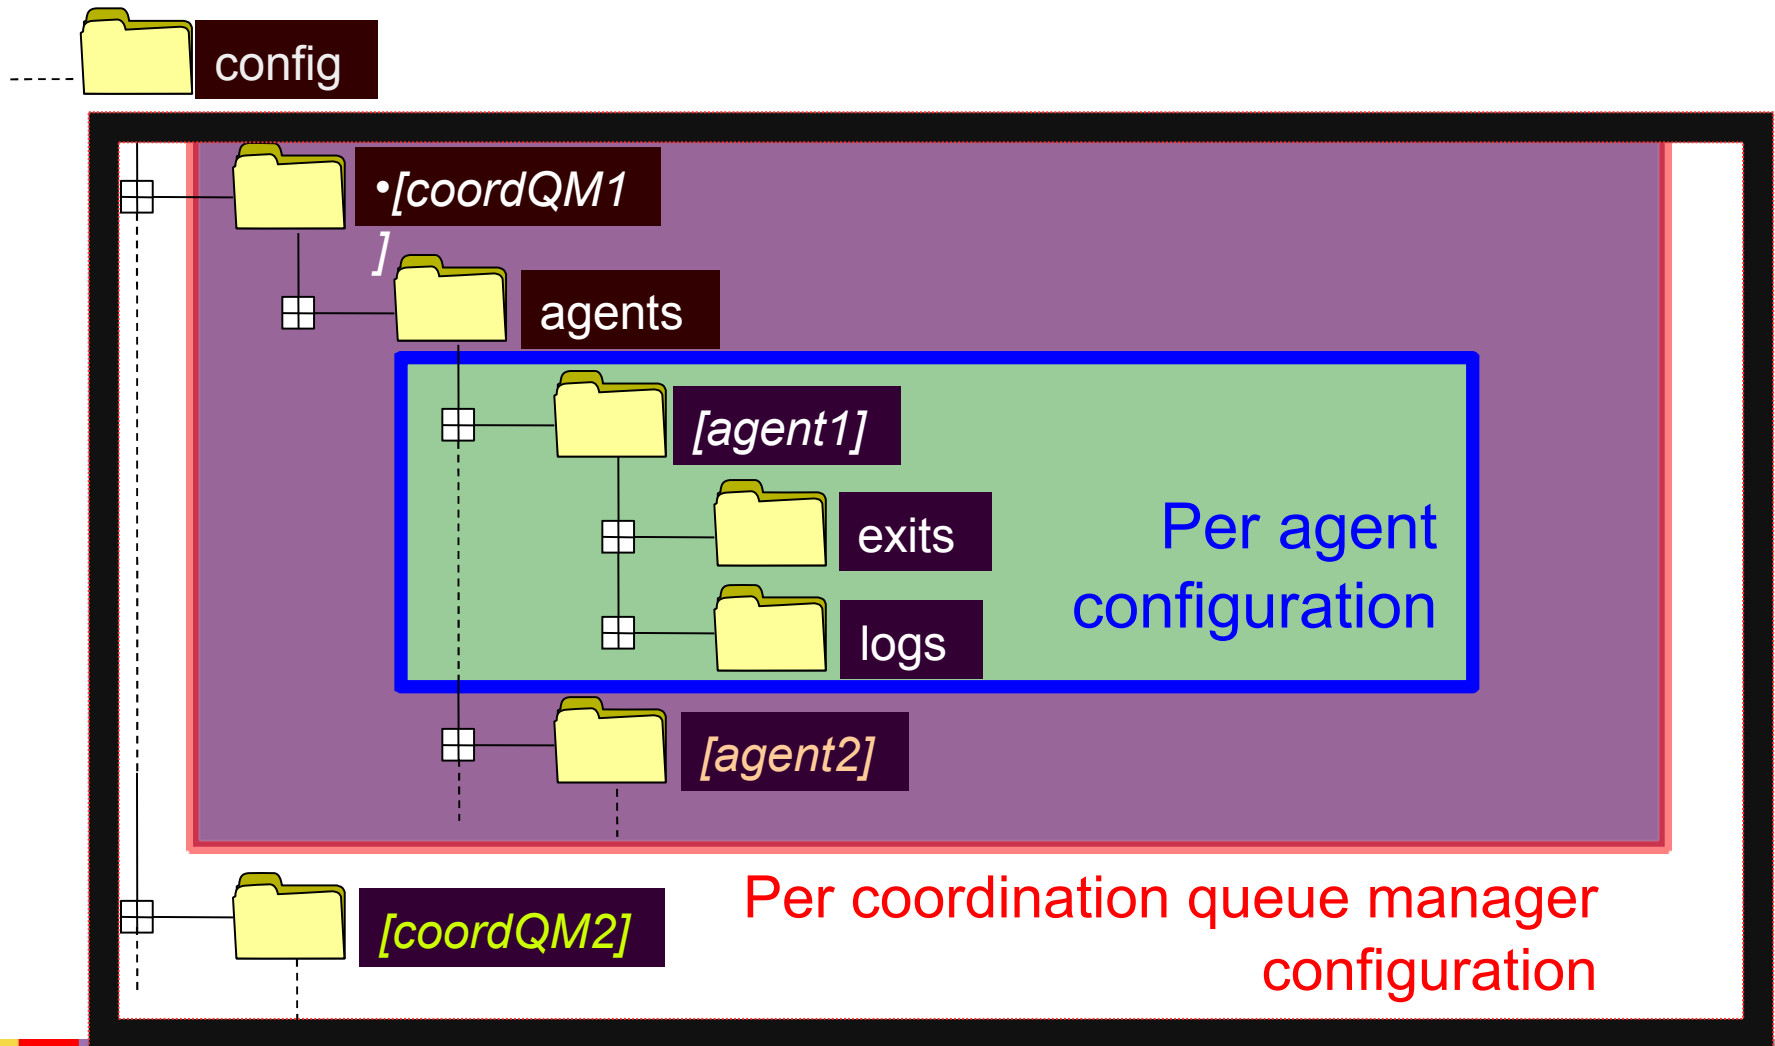 config
•[coordQM1
]
agents
[agent1]
exits
Per agent
configuration
logs
[agent2]
Per coordination queue manager
configuration
[coordQM2]